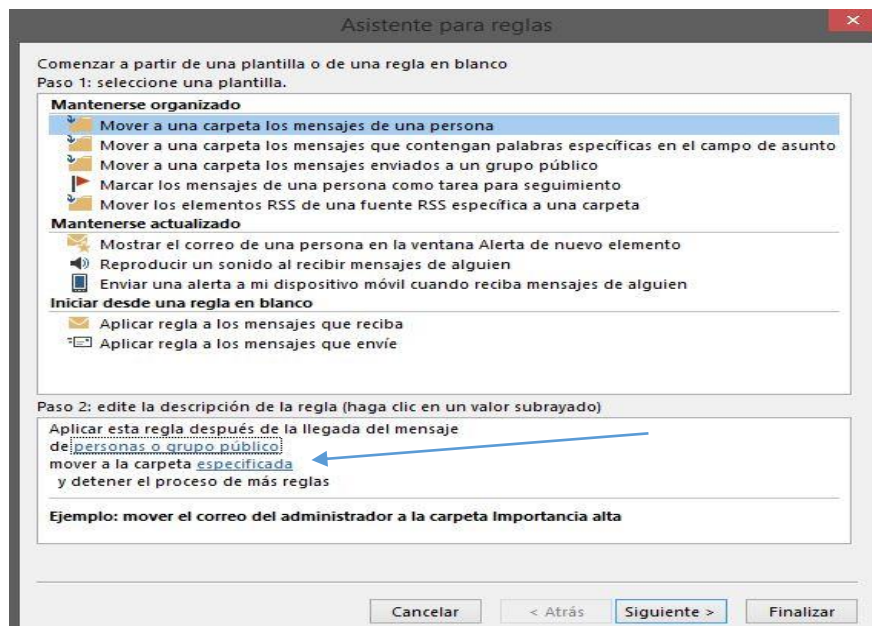 Asistente para reglas
Comenzar a partir de una plantilla o de una regla en blanco
Paso 1: seleccione una plantilla.
Mantenerse organizado
Mover a una carpeta los mensajes de una persona
Mover a una carpeta los mensajes que contengan palabras específicas en el campo de asunto
Mover a una carpeta los mensajes enviados a un grupo público
Marcar los mensajes de una persona como tarea para seguimiento
Mover los elementos RSS de una fuente RSS específica a una carpeta
Mantenerse actualizado
Mostrar el correo de una persona en la ventana Alerta de nuevo elemento
Reproducir un sonido al recibir mensajes de alguien
Enviar una alerta a mi dispositivo móvil cuando reciba mensajes de alguien
Iniciar desde una regla en blanco
Aplicar regla a los mensajes que reciba
Aplicar regla a los mensajes que envíe
Paso 2: edite la descripción de la regla (haga clic en un valor subrayado)
Aplicar esta regla después de la llegada del mensaje
de personas o grupo público
mover a la carpeta especificada
y detener el proceso de más reglas
Ejemplo: mover el correo del administrador a la carpeta Importancia alta
Cancelar < Atrás Siguiente > Finalizar